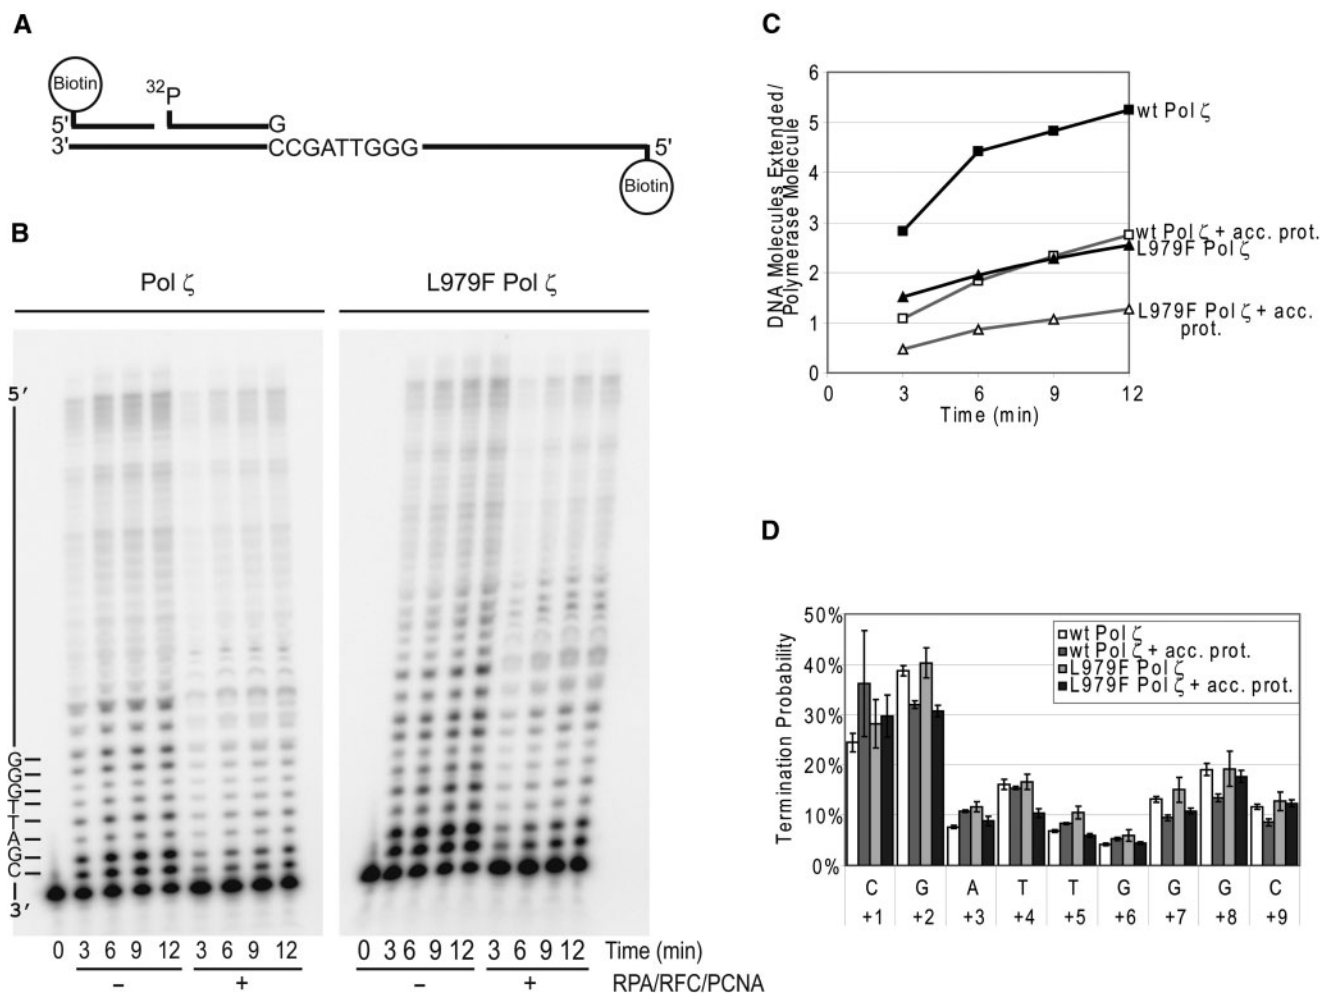 A
Biotin
32P
5'
G
3'
CCGATTGGG
5'
Biotin
B
Pol ζ
L979F Pol ζ
5′
G
G
G
T
T
A
G
C
3′
0 3 6 9 12 3 6 9 12
0 3 6 9 12 3 6 9 12 Time (min)
– + – + RPA/RFC/PCNA
C
DNA Molecules Extended/
Polymerase Molecule
6
5
4
3
2
1
0
0 3 6 9 12
Time (min)
wt Pol ζ
wt Pol ζ + acc. prot.
L979F Pol ζ
L979F Pol ζ + acc.
prot.
D
Termination Probability
50%
40%
30%
20%
10%
0%
wt Pol ζ
wt Pol ζ + acc. prot.
L979F Pol ζ
L979F Pol ζ + acc. prot.
C G A T T G G G C
+1 +2 +3 +4 +5 +6 +7 +8 +9